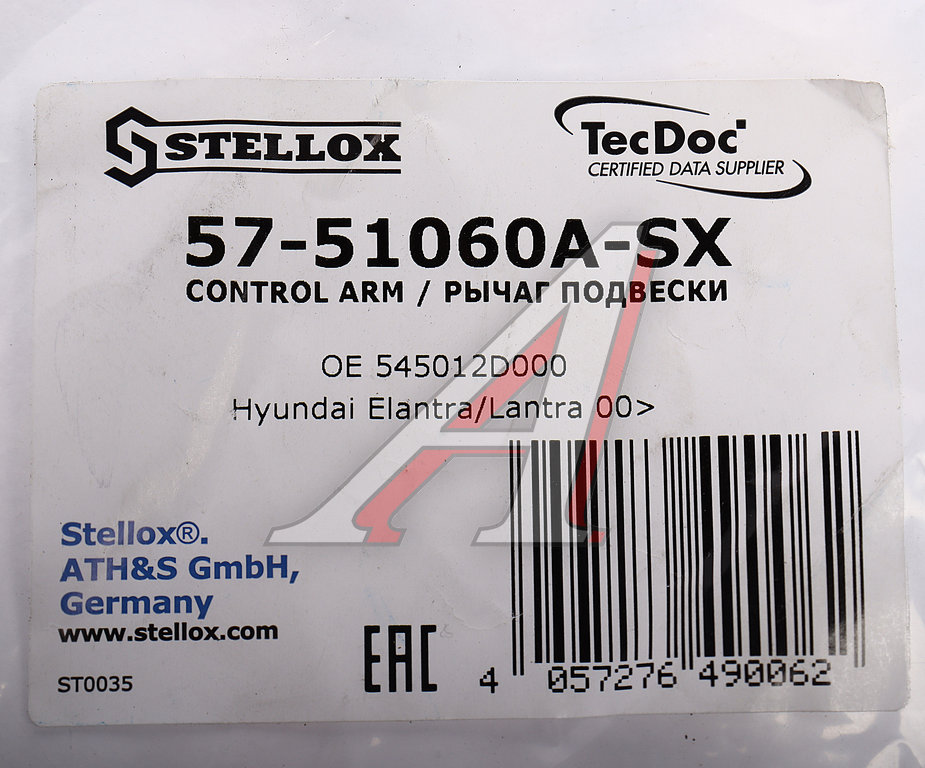 STELLOX
TecDoc
CERTIFIED DATA SUPPLIER
57-51060A-SX
CONTROL ARM / РЫЧАГ ПОДВЕСКИ
OE 545012D000
Hyundai Elantra/Lantra 00>
Stellox®.
ATH&S GmbH,
Germany
www.stellox.com
ST0035
EAC
4 057276 490062